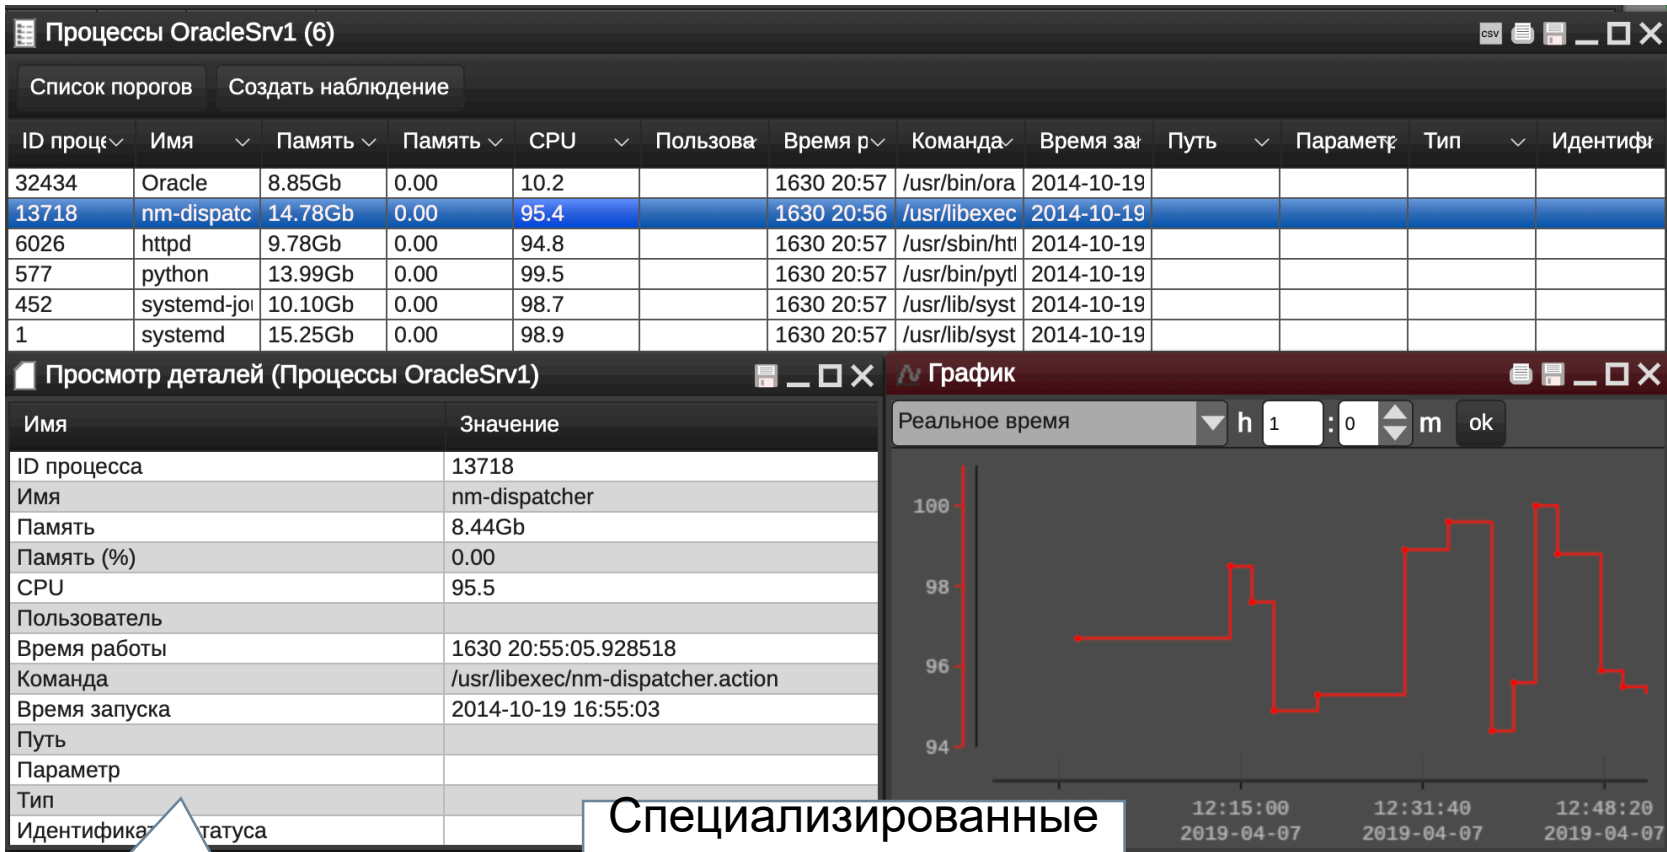 Процессы OracleSrv1 (6)
csv
Список порогов Создать наблюдение
ID проце Имя Память Память CPU Пользова Время р Команда Время за Путь Параметр Тип Идентифи
32434 Oracle 8.85Gb 0.00 10.2 1630 20:57 /usr/bin/ora 2014-10-19
13718 nm-dispatc 14.78Gb 0.00 95.4 1630 20:56 /usr/libexec 2014-10-19
6026 httpd 9.78Gb 0.00 94.8 1630 20:57 /usr/sbin/htt 2014-10-19
577 python 13.99Gb 0.00 99.5 1630 20:57 /usr/bin/pyt 2014-10-19
452 systemd-jou 10.10Gb 0.00 98.7 1630 20:57 /usr/lib/syst 2014-10-19
1 systemd 15.25Gb 0.00 98.9 1630 20:57 /usr/lib/syst 2014-10-19
Просмотр деталей (Процессы OracleSrv1)
Имя Значение
ID процесса 13718
Имя nm-dispatcher
Память 8.44Gb
Память (%) 0.00
CPU 95.5
Пользователь
Время работы 1630 20:55:05.928518
Команда /usr/libexec/nm-dispatcher.action
Время запуска 2014-10-19 16:55:03
Путь
Параметр
Тип
Идентифика татуса
График
Реальное время h 1 : 0 m ok
100
98
96
94
12:15:00 12:31:40 12:48:20
2019-04-07 2019-04-07 2019-04-07
Специализированные